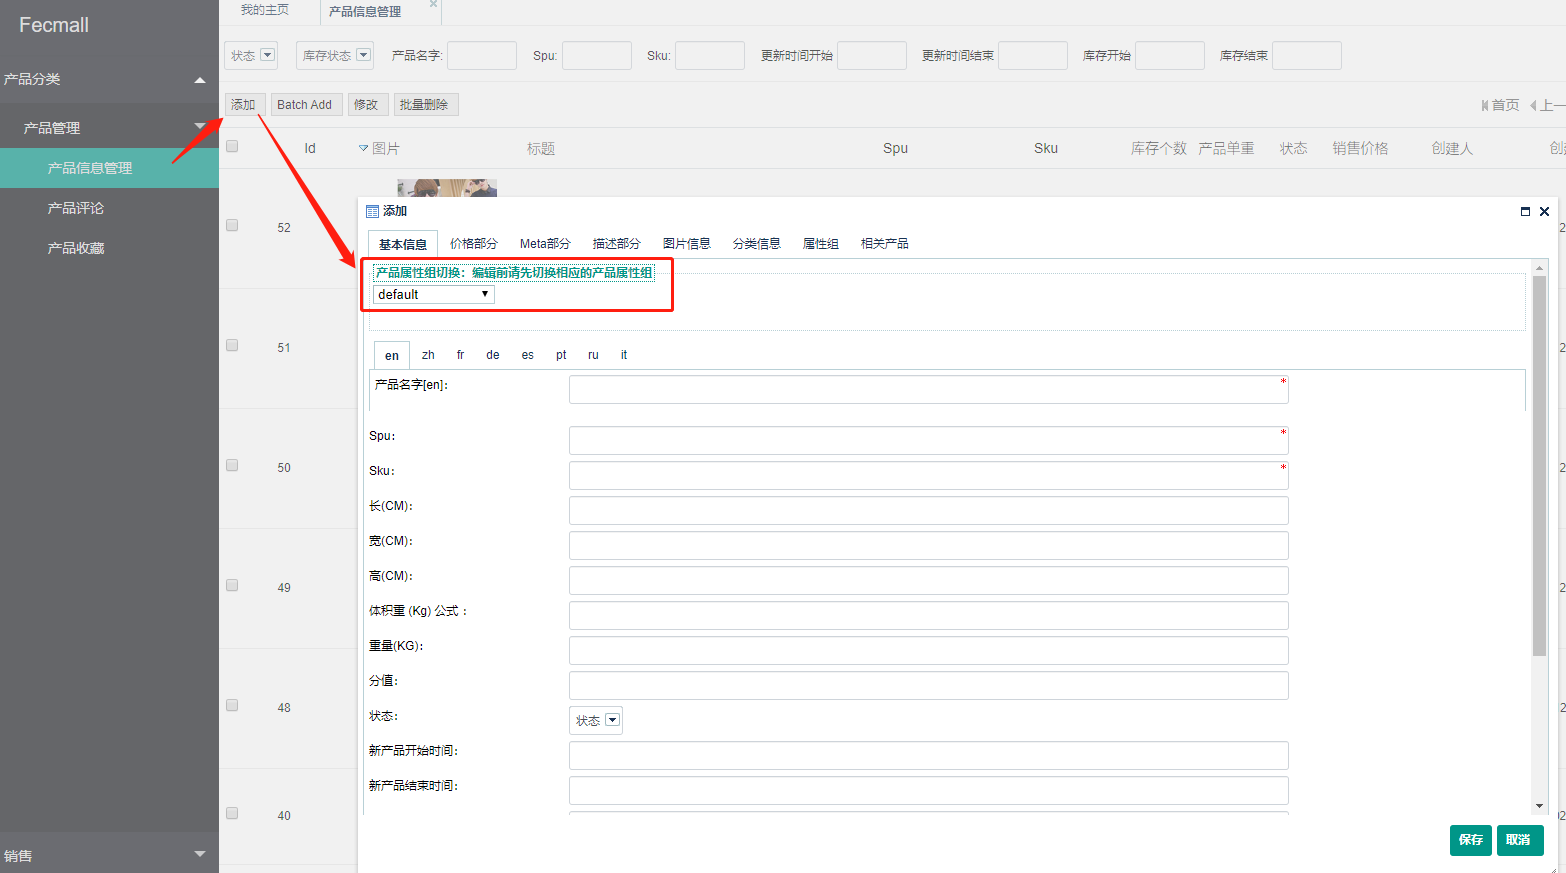 Fecmall
产品分类
产品管理
产品信息管理
产品评论
产品收藏
销售
我的主页
产品信息管理
状态
库存状态
产品名字:
Spu:
Sku:
更新时间开始
更新时间结束
库存开始
库存结束
添加
Batch Add
修改
批量删除
首页
上一
Id
图片
标题
Spu
Sku
库存个数
产品单重
状态
销售价格
创建人
52
51
50
49
48
40
添加
基本信息
价格部分
Meta部分
描述部分
图片信息
分类信息
属性组
相关产品
产品属性组切换：编辑前请先切换相应的产品属性组
default
en
zh
fr
de
es
pt
ru
it
产品名字[en]：
*
Spu：
*
Sku：
*
长(CM)：
宽(CM)：
高(CM)：
体积重 (Kg) 公式 ：
重量(KG)：
分值：
状态：
状态
新产品开始时间：
新产品结束时间：
保存
取消